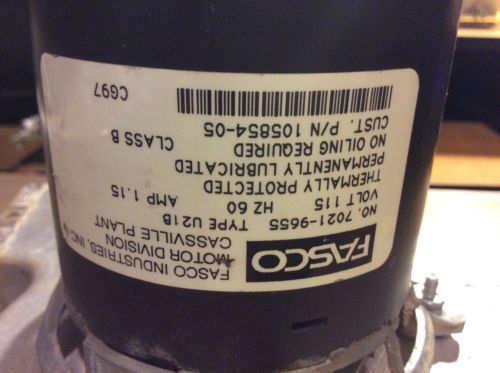 FASCO
FASCO INDUSTRIES, INC.
MOTOR DIVISION
CASSVILLE PLANT
NO. 7021-9655 TYPE U21B
VOLT 115 HZ 60 AMP 1.15
THERMALLY PROTECTED
PERMANENTLY LUBRICATED
NO OILING REQUIRED CLASS B
CUST. P/N 105854-05
C697